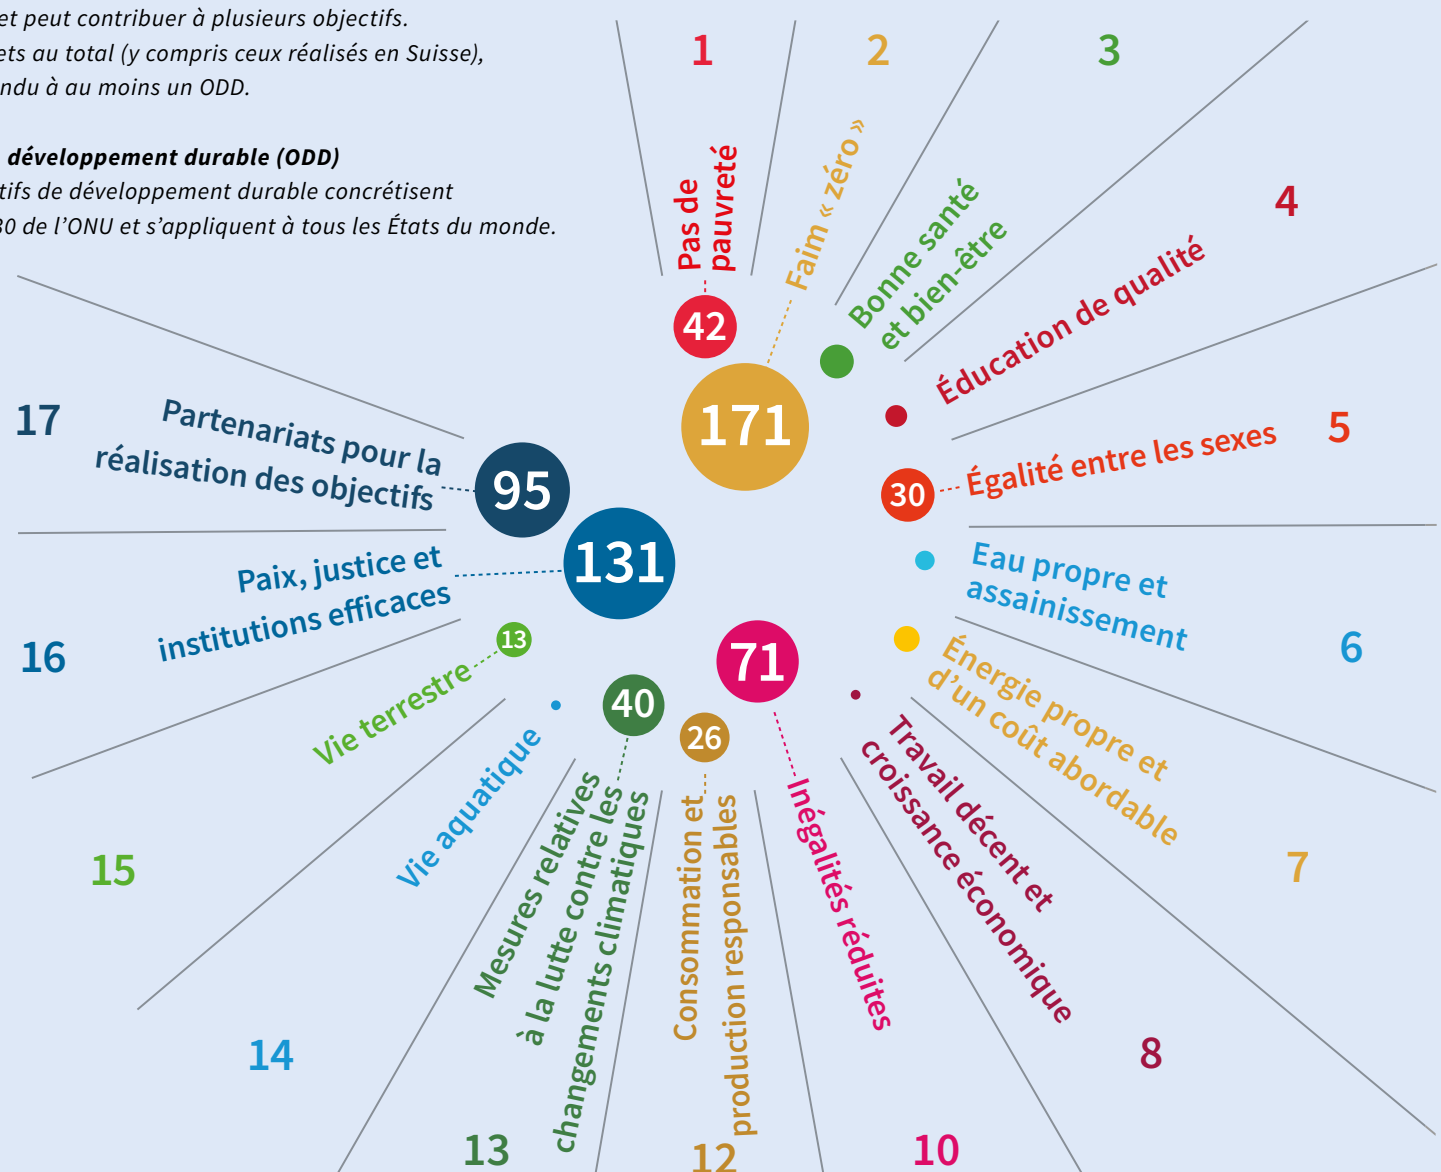 et peut contribuer à plusieurs objectifs.
ets au total (y compris ceux réalisés en Suisse),
ndu à au moins un ODD.
développement durable (ODD)
tifs de développement durable concrétisent
30 de l’ONU et s’appliquent à tous les États du monde.
1
Pas de
pauvreté
42
2
Faim « zéro »
171
3
Bonne santé
et bien-être
4
Éducation de qualité
5
Égalité entre les sexes
30
Eau propre et
assainissement
6
Énergie propre et
d’un coût abordable
7
Travail décent et
croissance économique
8
71
Inégalités réduites
10
26
Consommation et
production responsables
12
40
Mesures relatives
à la lutte contre les
changements climatiques
13
Vie aquatique
14
13
Vie terrestre
15
131
Paix, justice et
institutions efficaces
16
95
Partenariats pour la
réalisation des objectifs
17